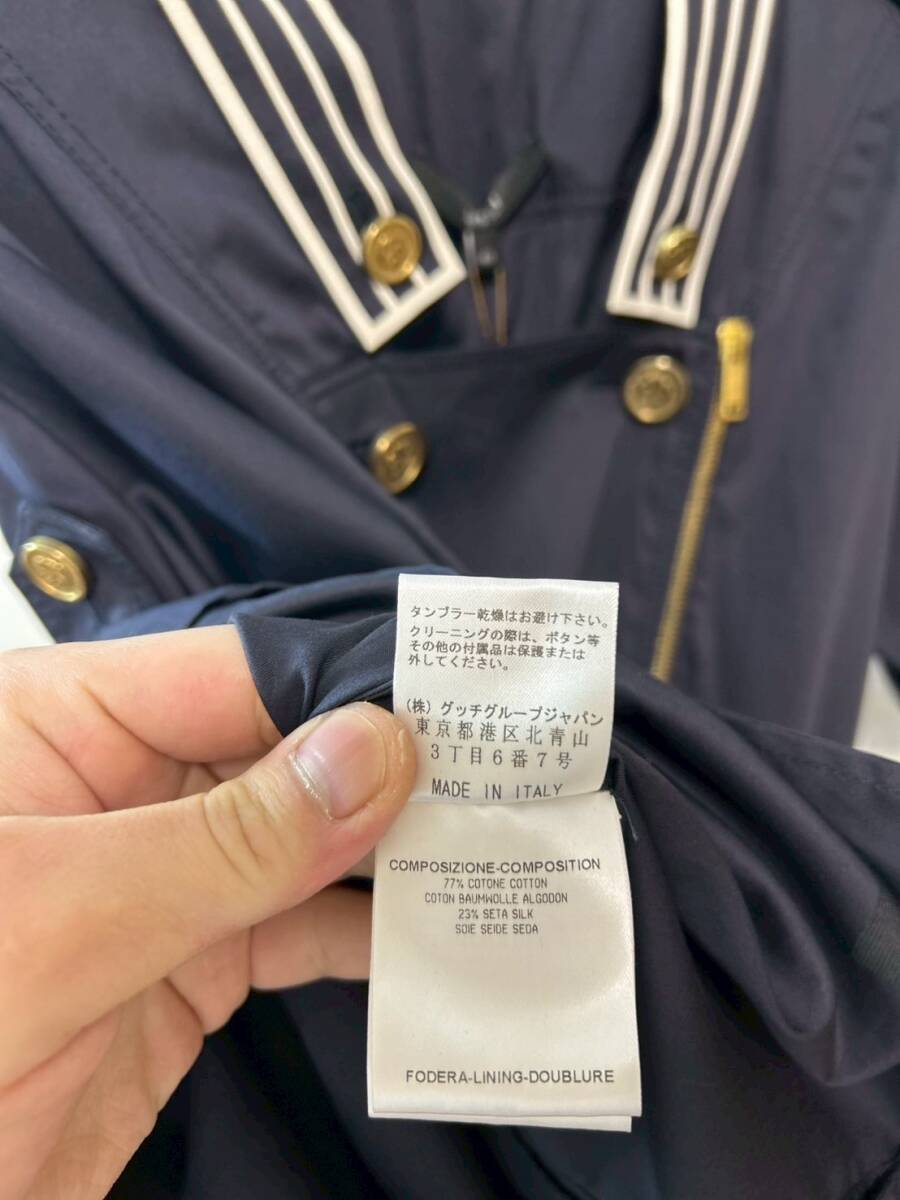 タンブラー乾燥はお避け下さい。
クリーニングの際は、ボタン等
その他の付属品は保護または
外してください。
(株) グッチグループジャパン
東京都港区北青山
3丁目6番7号
MADE IN ITALY
COMPOSIZIONE-COMPOSITION
77% COTONE COTTON
COTON BAUMWOLLE ALGODON
23% SETA SILK
SOIE SEIDE SEDA
FODERA-LINING-DOUBLURE